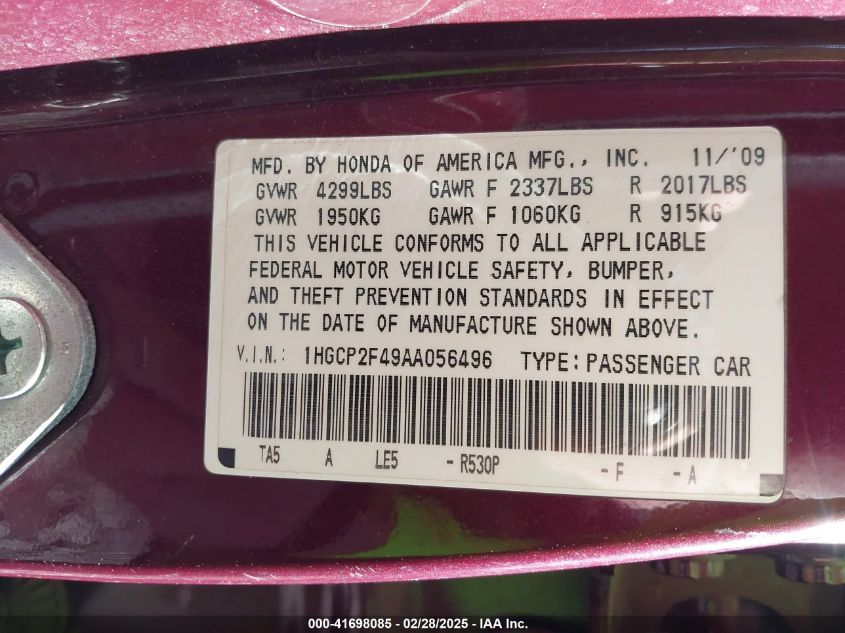 MFD. BY HONDA OF AMERICA MFG., INC. 11/'09
GVWR 4299LBS GAWR F 2337LBS R 2017LBS
GVWR 1950KG GAWR F 1060KG R 915KG
THIS VEHICLE CONFORMS TO ALL APPLICABLE
FEDERAL MOTOR VEHICLE SAFETY, BUMPER,
AND THEFT PREVENTION STANDARDS IN EFFECT
ON THE DATE OF MANUFACTURE SHOWN ABOVE.
V.I.N.: 1HGCP2F49AA056496 TYPE: PASSENGER CAR
TA5 A LE5 - R530P - F - A
000-41698085 / 02/28/2025 - IAA Inc.